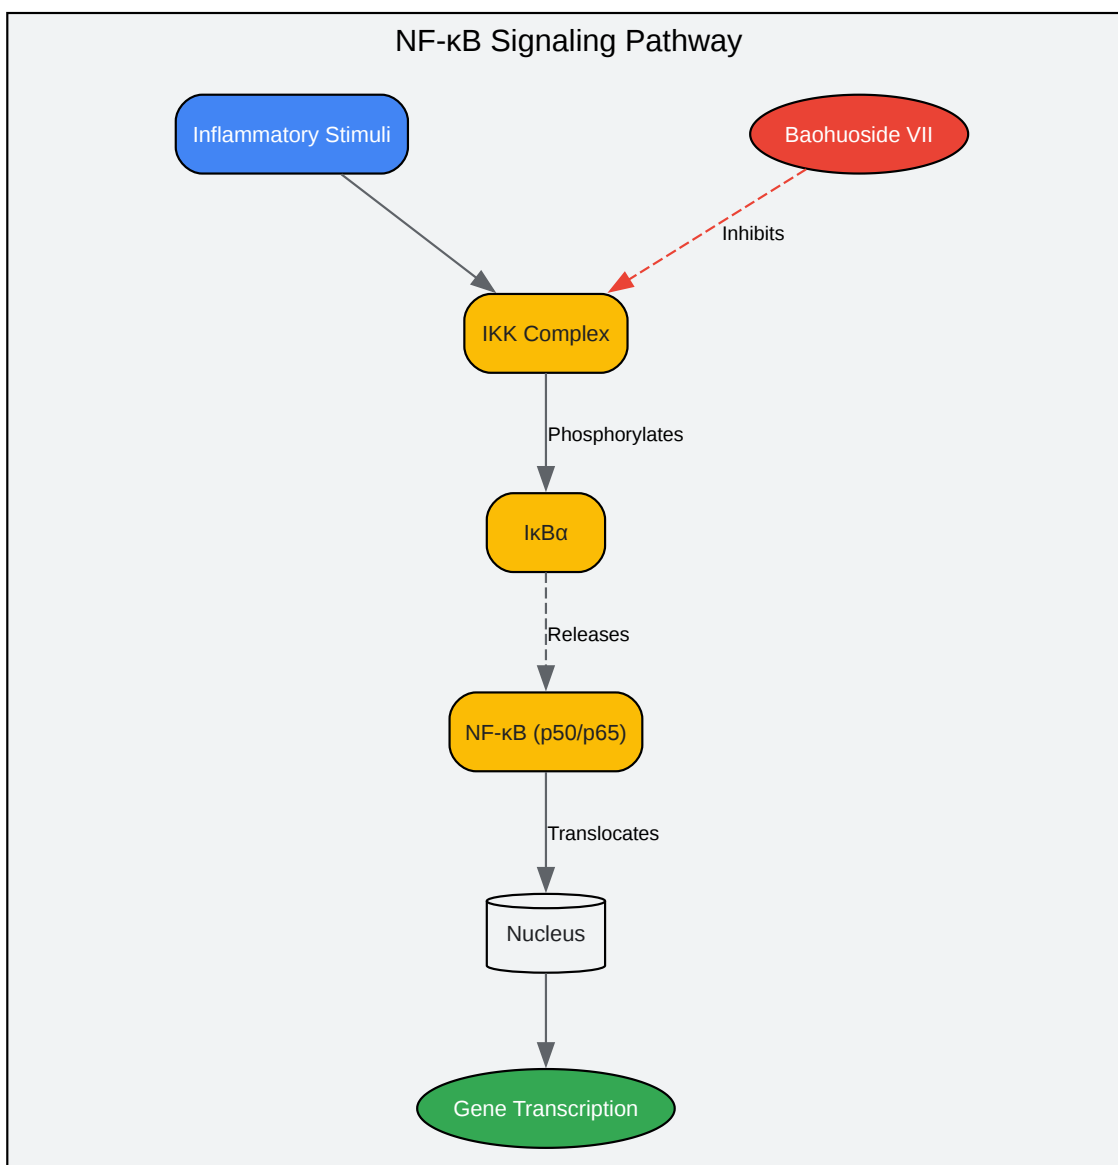 NF-κB Signaling Pathway
Inflammatory Stimuli
Baohuoside VII
Inhibits
IKK Complex
Phosphorylates
IκBα
Releases
NF-κB (p50/p65)
Translocates
Nucleus
Gene Transcription